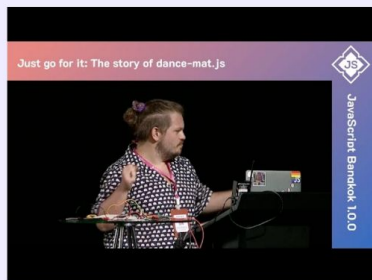 Just go for it: The story of dance-mat.js
JS
JavaScript Bangkok 1.0.0